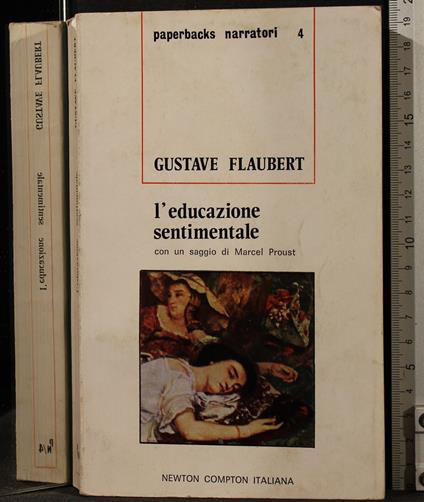 paperbacks narratori 4
GUSTAVE FLAUBERT
l'educazione
sentimentale
con un saggio di Marcel Proust
NEWTON COMPTON ITALIANA
GUSTAVE FLAUBERT
l'educazione sentimentale